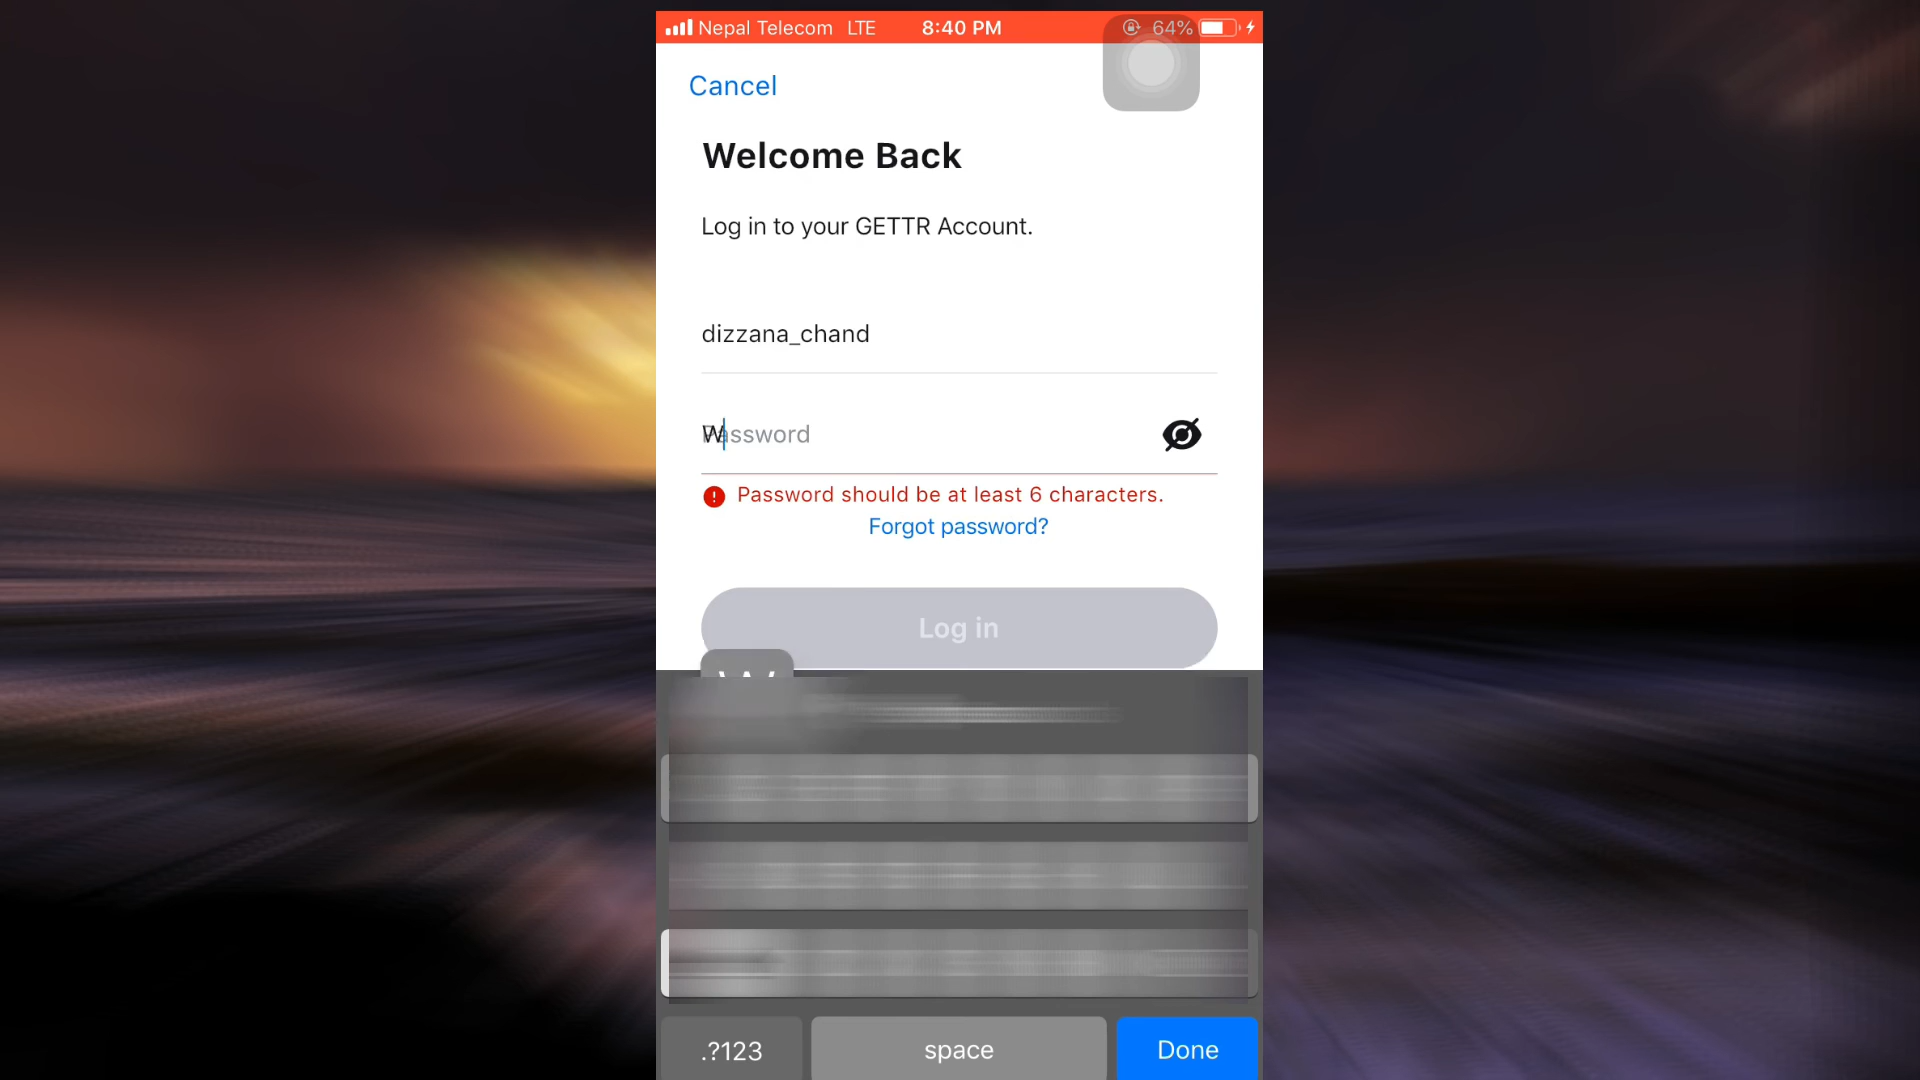 Nepal Telecom LTE 8:40 PM 64%
Cancel
Welcome Back
Log in to your GETTR Account.
dizzana_chand
W
Password
Password should be at least 6 characters.
Forgot password?
Log in
.?123 space Done